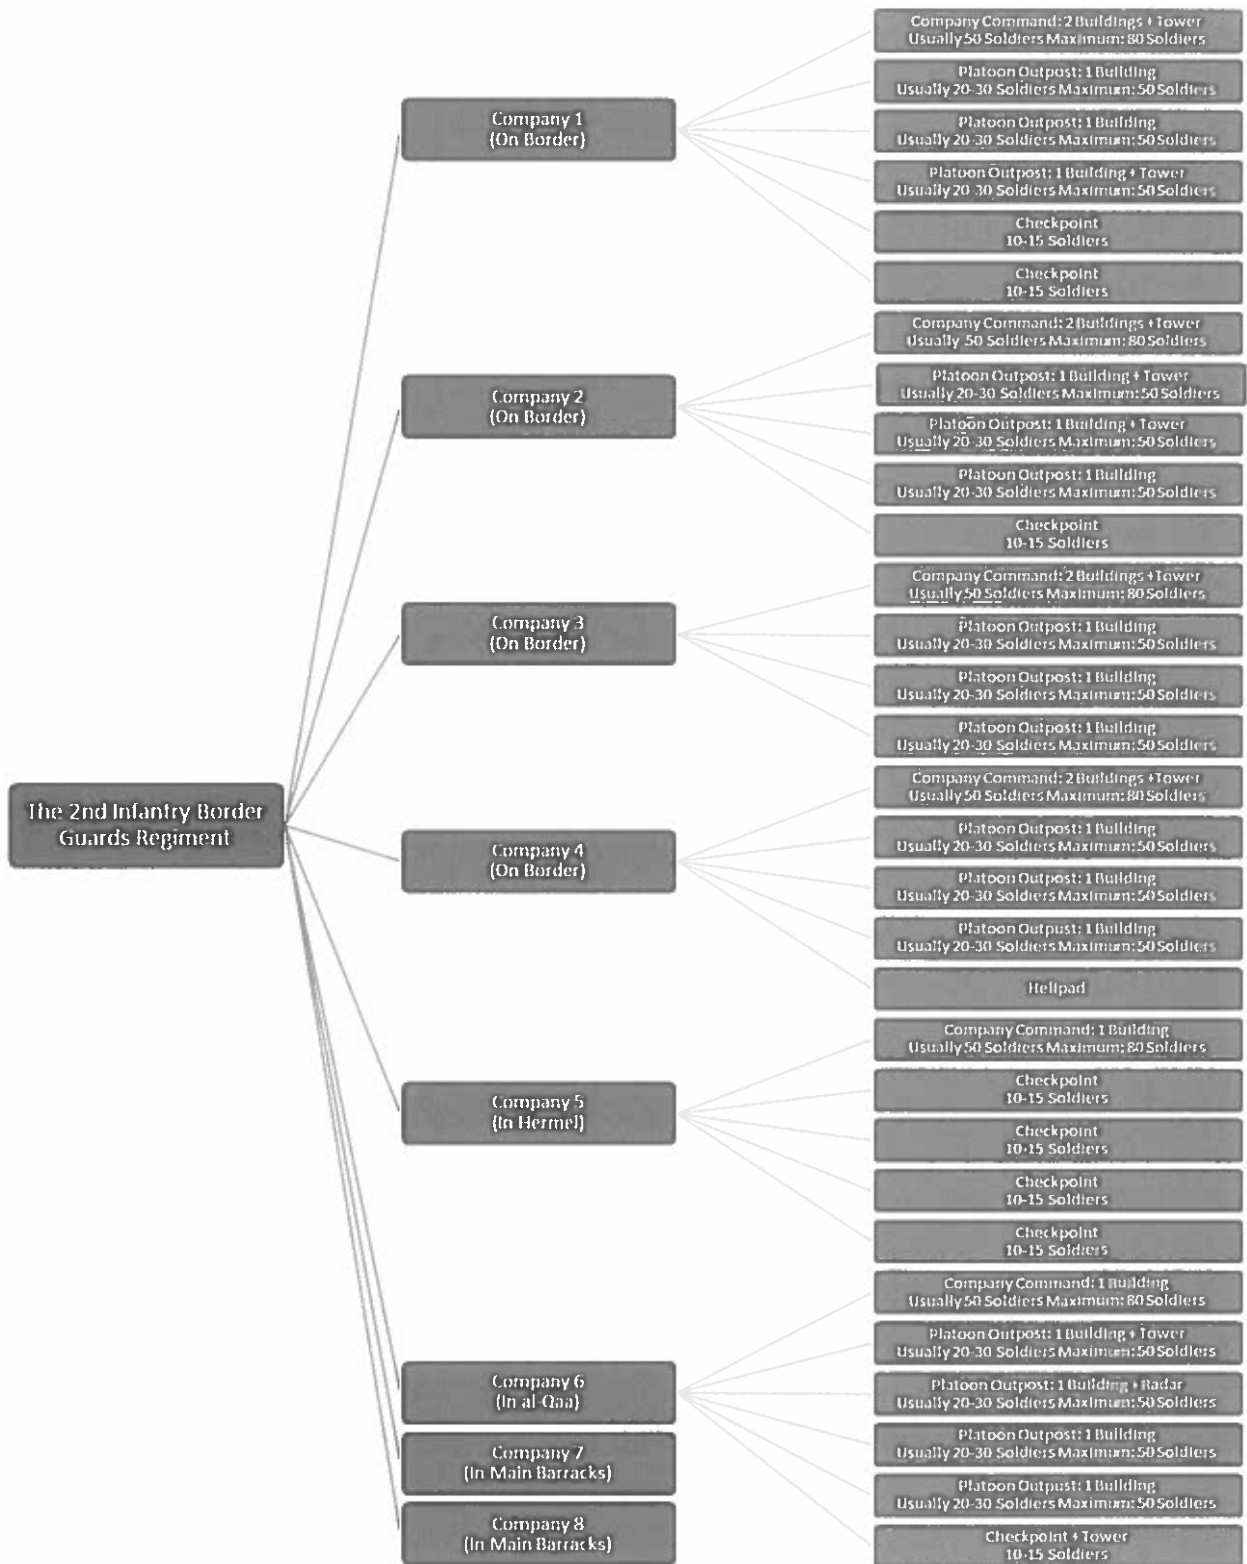 The 2nd Infantry Border
Guards Regiment
Company 1
(On Border)
Company Command: 2 Buildings + Tower
Usually 50 Soldiers Maximum: 80 Soldiers
Platoon Outpost: 1 Building
Usually 20-30 Soldiers Maximum: 50 Soldiers
Platoon Outpost: 1 Building
Usually 20-30 Soldiers Maximum: 50 Soldiers
Platoon Outpost: 1 Building + Tower
Usually 20-30 Soldiers Maximum: 50 Soldiers
Checkpoint
10-15 Soldiers
Checkpoint
10-15 Soldiers
Company 2
(On Border)
Company Command: 2 Buildings +Tower
Usually 50 Soldiers Maximum: 80 Soldiers
Platoon Outpost: 1 Building + Tower
Usually 20-30 Soldiers Maximum: 50 Soldiers
Platoon Outpost: 1 Building + Tower
Usually 20-30 Soldiers Maximum: 50 Soldiers
Platoon Outpost: 1 Building
Usually 20-30 Soldiers Maximum: 50 Soldiers
Checkpoint
10-15 Soldiers
Company 3
(On Border)
Company Command: 2 Buildings +Tower
Usually 50 Soldiers Maximum: 80 Soldiers
Platoon Outpost: 1 Building
Usually 20-30 Soldiers Maximum: 50 Soldiers
Platoon Outpost: 1 Building
Usually 20-30 Soldiers Maximum: 50 Soldiers
Platoon Outpost: 1 Building
Usually 20-30 Soldiers Maximum: 50 Soldiers
Company 4
(On Border)
Company Command: 2 Buildings +Tower
Usually 50 Soldiers Maximum: 80 Soldiers
Platoon Outpost: 1 Building
Usually 20-30 Soldiers Maximum: 50 Soldiers
Platoon Outpost: 1 Building
Usually 20-30 Soldiers Maximum: 50 Soldiers
Platoon Outpust: 1 Building
Usually 20-30 Soldiers Maximum: 50 Soldiers
Helipad
Company 5
(In Hermel)
Company Command: 1 Building
Usually 50 Soldiers Maximum: 80 Soldiers
Checkpoint
10-15 Soldiers
Checkpoint
10-15 Soldiers
Checkpoint
10-15 Soldiers
Checkpoint
10-15 Soldiers
Company 6
(In al-Qaa)
Company Command: 1 Building
Usually 50 Soldiers Maximum: 80 Soldiers
Platoon Outpost: 1 Building + Tower
Usually 20-30 Soldiers Maximum: 50 Soldiers
Platoon Outpost: 1 Building + Radar
Usually 20-30 Soldiers Maximum: 50 Soldiers
Platoon Outpost: 1 Building
Usually 20-30 Soldiers Maximum: 50 Soldiers
Platoon Outpust: 1 Building
Usually 20-30 Soldiers Maximum: 50 Soldiers
Checkpoint + Tower
10-15 Soldiers
Company 7
(In Main Barracks)
Company 8
(In Main Barracks)